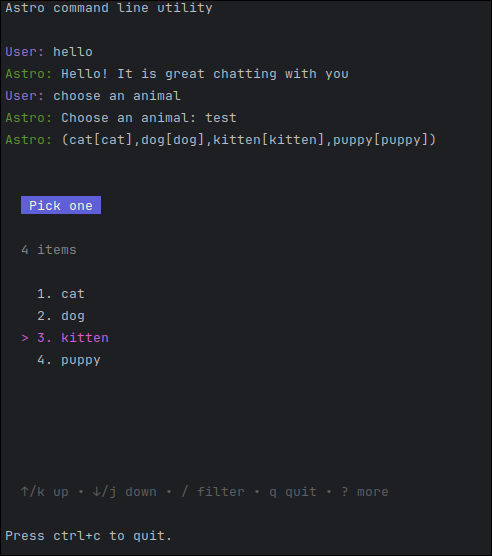 Astro command line utility
User: hello
Astro: Hello! It is great chatting with you
User: choose an animal
Astro: Choose an animal: test
Astro: (cat[cat],dog[dog],kitten[kitten],puppy[puppy])
Pick one
4 items
1. cat
2. dog
> 3. kitten
4. puppy
↑/k up • ↓/j down • / filter • q quit • ? more
Press ctrl+c to quit.